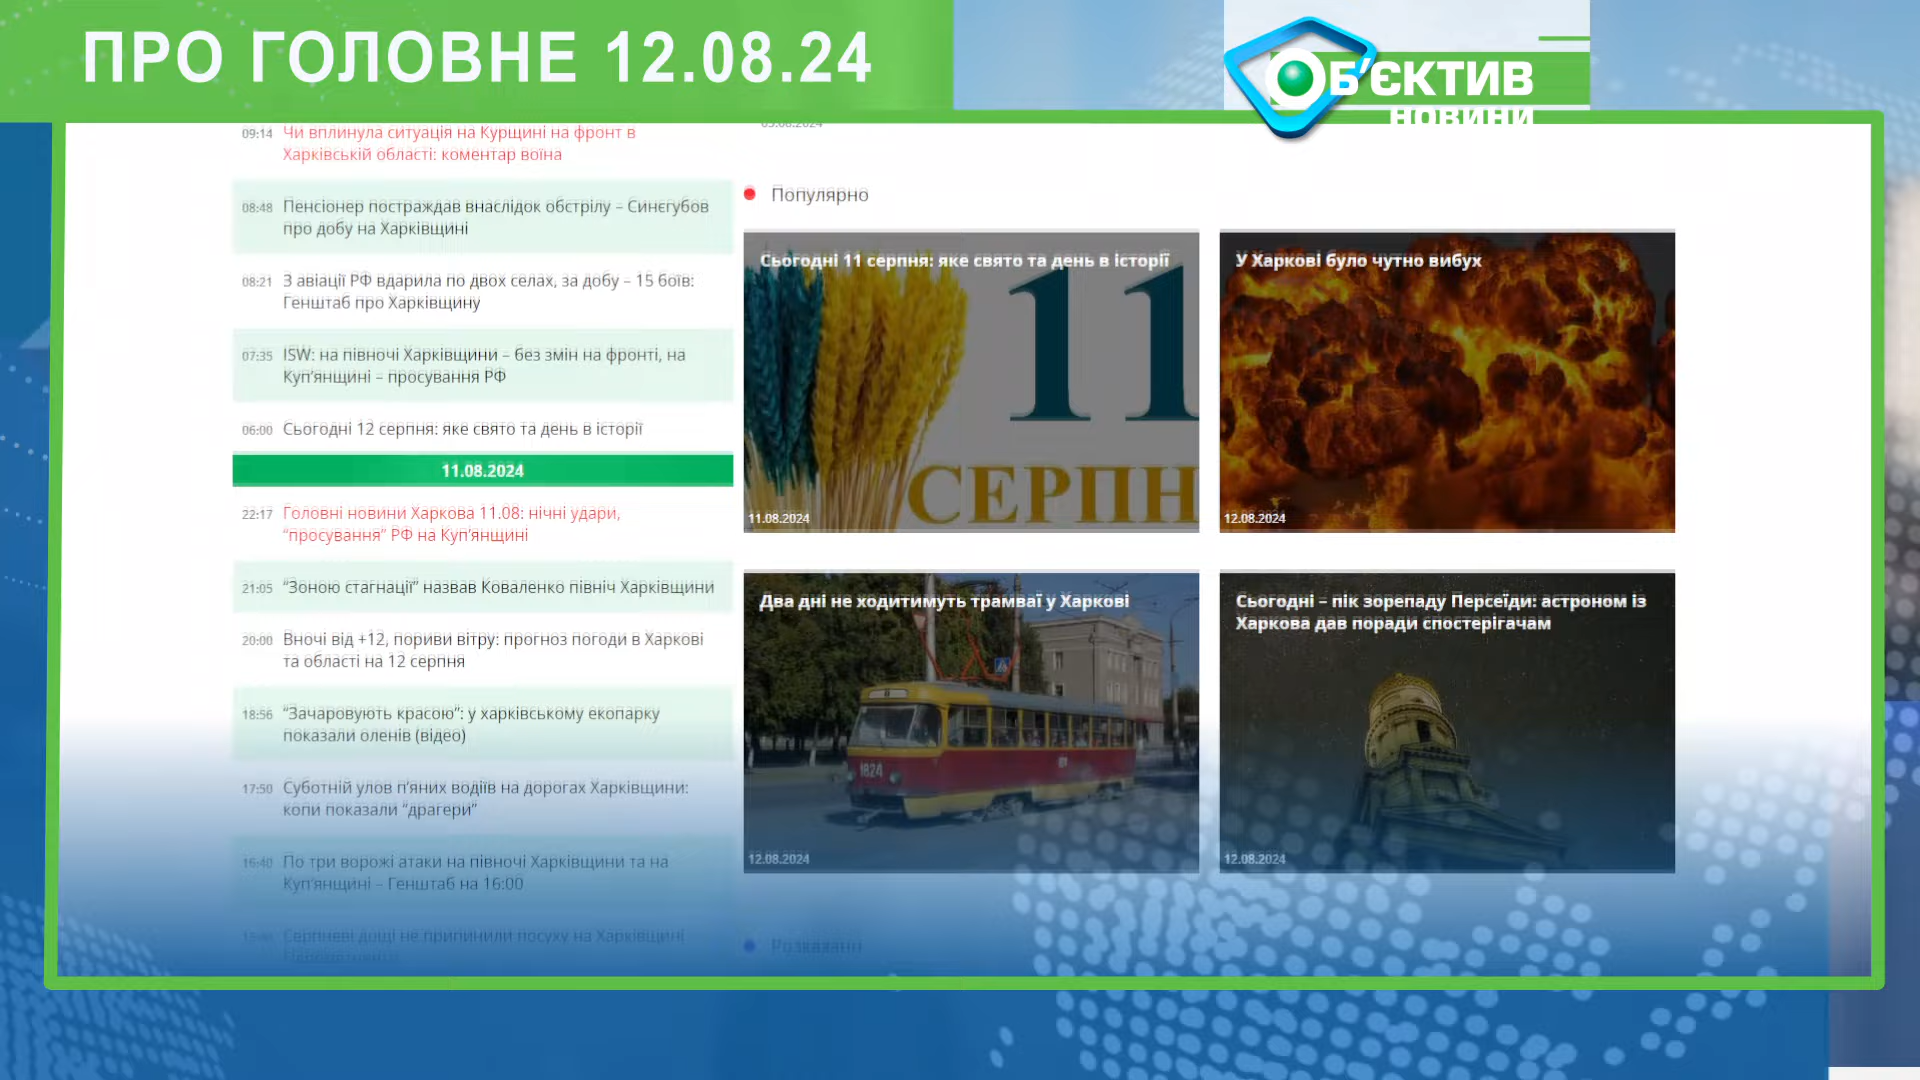 ПРО ГОЛОВНЕ 12.08.24
ОБ'ЄКТИВ
НОВИНИ
09:14 Чи вплинула ситуація на Курщині на фронт в
Харківській області: коментар воїна
08:48 Пенсіонер постраждав внаслідок обстрілу – Синєгубов
про добу на Харківщині
08:21 З авіації РФ вдарила по двох селах, за добу – 15 боїв:
Генштаб про Харківщину
07:35 ISW: на півночі Харківщини – без змін на фронті, на
Куп'янщині – просування РФ
06:00 Сьогодні 12 серпня: яке свято та день в історії
11.08.2024
22:17 Головні новини Харкова 11.08: нічні удари,
“просування” РФ на Куп'янщині
21:05 “Зоною стагнації” назвав Коваленко північ Харківщини
20:00 Вночі від +12, пориви вітру: прогноз погоди в Харкові
та області на 12 серпня
18:56 “Зачаровують красою”: у харківському екопарку
показали оленів (відео)
17:50 Суботній улов п'яних водіїв на дорогах Харківщини:
копи показали “драгери”
16:40 По три ворожі атаки на півночі Харківщини та на
Куп'янщині – Генштаб на 16:00
Серпневі дощі не припинили посуху на Харківщині
Популярно
Сьогодні 11 серпня: яке свято та день в історії
11
СЕРПН
11.08.2024
У Харкові було чутно вибух
12.08.2024
Два дні не ходитимуть трамваї у Харкові
1824
12.08.2024
Сьогодні – пік зорепаду Персеїди: астроном із
Харкова дав поради спостерігачам
12.08.2024